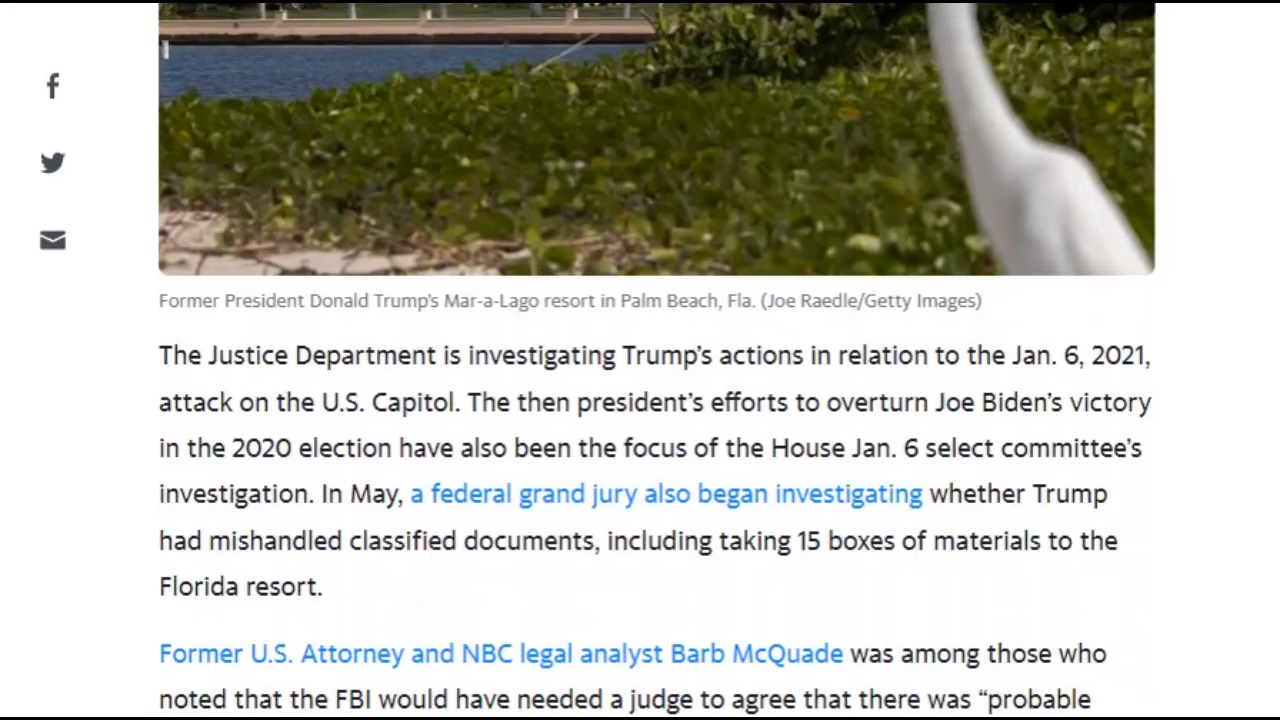 Former President Donald Trump's Mar-a-Lago resort in Palm Beach, Fla. (Joe Raedle/Getty Images)
The Justice Department is investigating Trump's actions in relation to the Jan. 6, 2021,
attack on the U.S. Capitol. The then president's efforts to overturn Joe Biden's victory
in the 2020 election have also been the focus of the House Jan. 6 select committee's
investigation. In May, a federal grand jury also began investigating whether Trump
had mishandled classified documents, including taking 15 boxes of materials to the
Florida resort.
Former U.S. Attorney and NBC legal analyst Barb McQuade was among those who
noted that the FBI would have needed a judge to agree that there was “probable